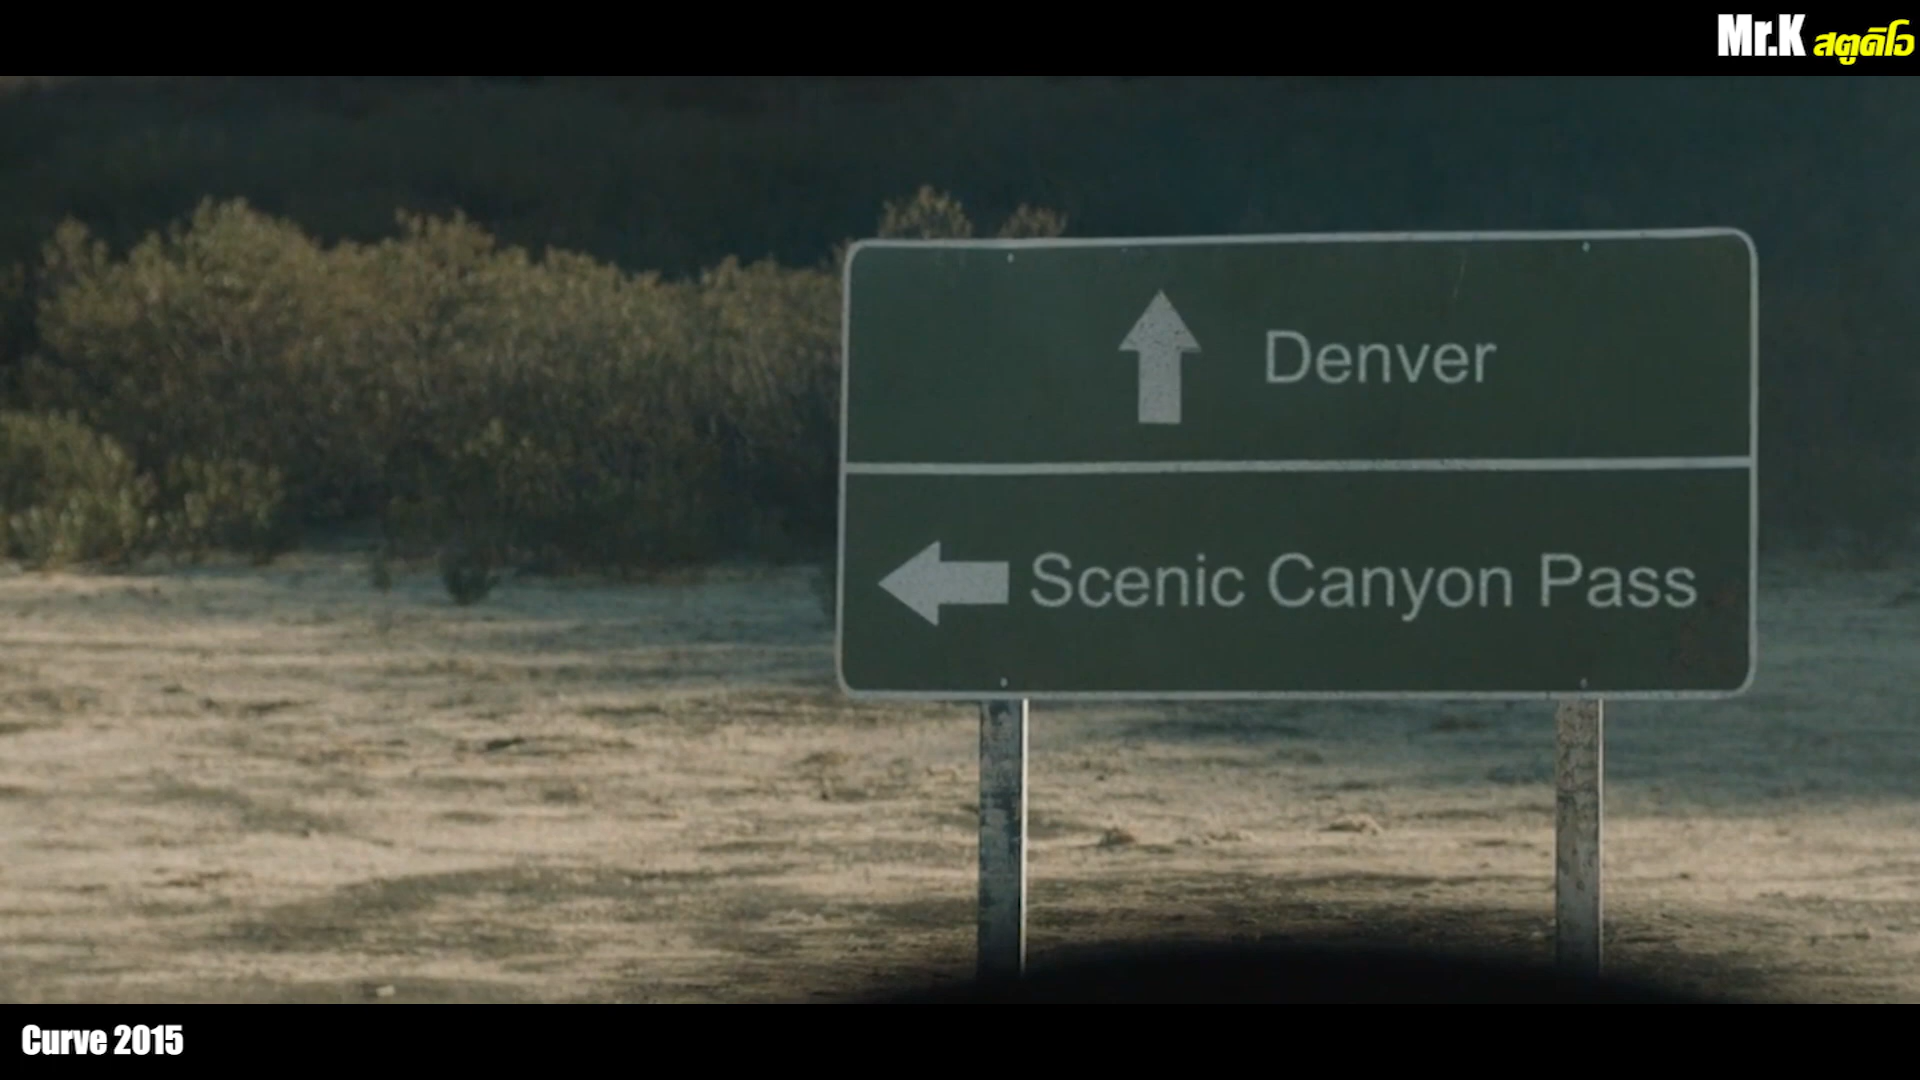 Mr.K สตูดิโอ
Denver
Scenic Canyon Pass
Curve 2015